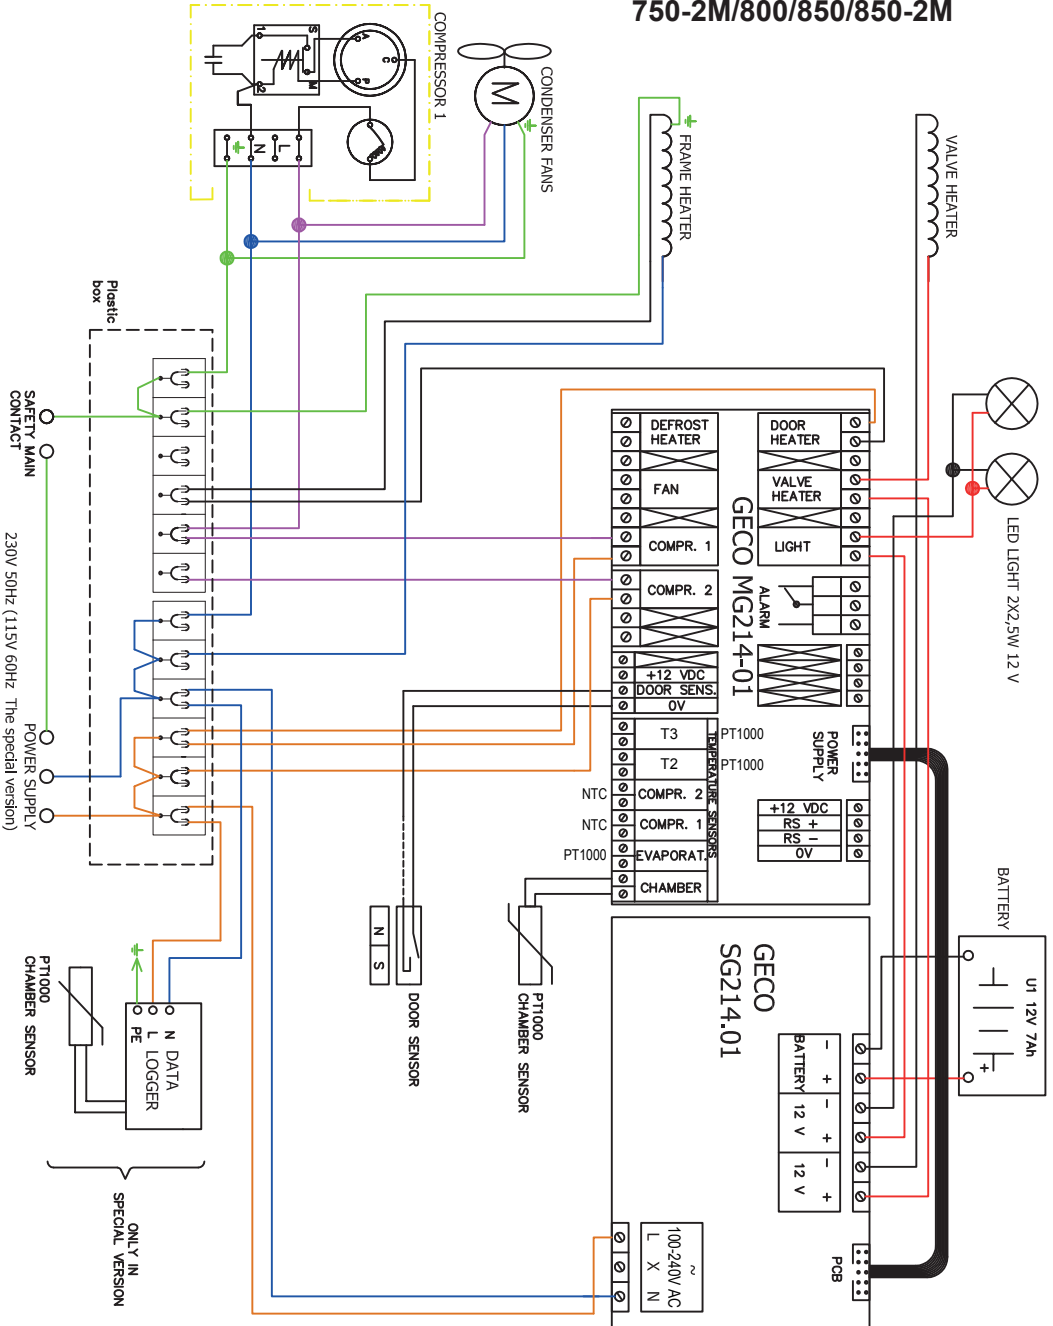 750-2M/800/850/850-2M
COMPRESSOR 1
CONDENSER FANS
FRAME HEATER
VALVE HEATER
1
2
S
M
A
C
P
N
L
M
Plastic
box
SAFETY MAIN
CONTACT
230V 50Hz (115V 60Hz The special version)
POWER SUPPLY
LED LIGHT 2X2,5W 12 V
DEFROST
HEATER
FAN
COMPR. 1
COMPR. 2
+12 VDC
DOOR SENS.
0V
T3
T2
COMPR. 2
COMPR. 1
EVAPORAT.
CHAMBER
TEMPERATURE SENSORS
PT1000
PT1000
NTC
NTC
PT1000
GECO MG214-01
DOOR
HEATER
VALVE
HEATER
LIGHT
ALARM
POWER
SUPPLY
+12 VDC
RS +
RS -
0V
BATTERY
U1 12V 7Ah
+
GECO
SG214.01
BATTERY
- +
12 V
- +
12 V
- +
PCB
~
100-240V AC
L X N
PT1000
CHAMBER SENSOR
DOOR SENSOR
N S
PT1000
CHAMBER SENSOR
N
L
PE
DATA
LOGGER
ONLY IN
SPECIAL VERSION